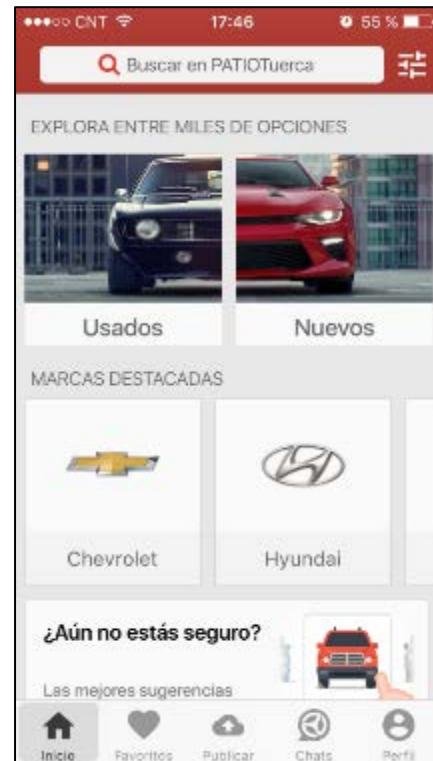 CNT 17:46 55 %
Buscar en PATIOTuerca
EXPLORA ENTRE MILES DE OPCIONES
Usados Nuevos
MARCAS DESTACADAS
Chevrolet Hyundai
¿Aún no estás seguro?
Las mejores sugerencias
Inicio Favoritos Publicar Chats Perfil